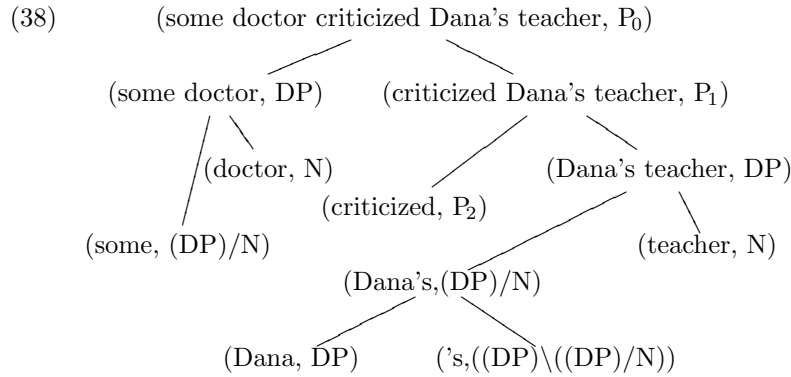 (38) (some doctor criticized Dana's teacher, P₀)
(some doctor, DP) (criticized Dana's teacher, P₁)
(doctor, N) (Dana's teacher, DP)
(criticized, P₂)
(some, (DP)/N) (teacher, N)
(Dana's,(DP)/N)
(Dana, DP) ('s,((DP)\((DP)/N))